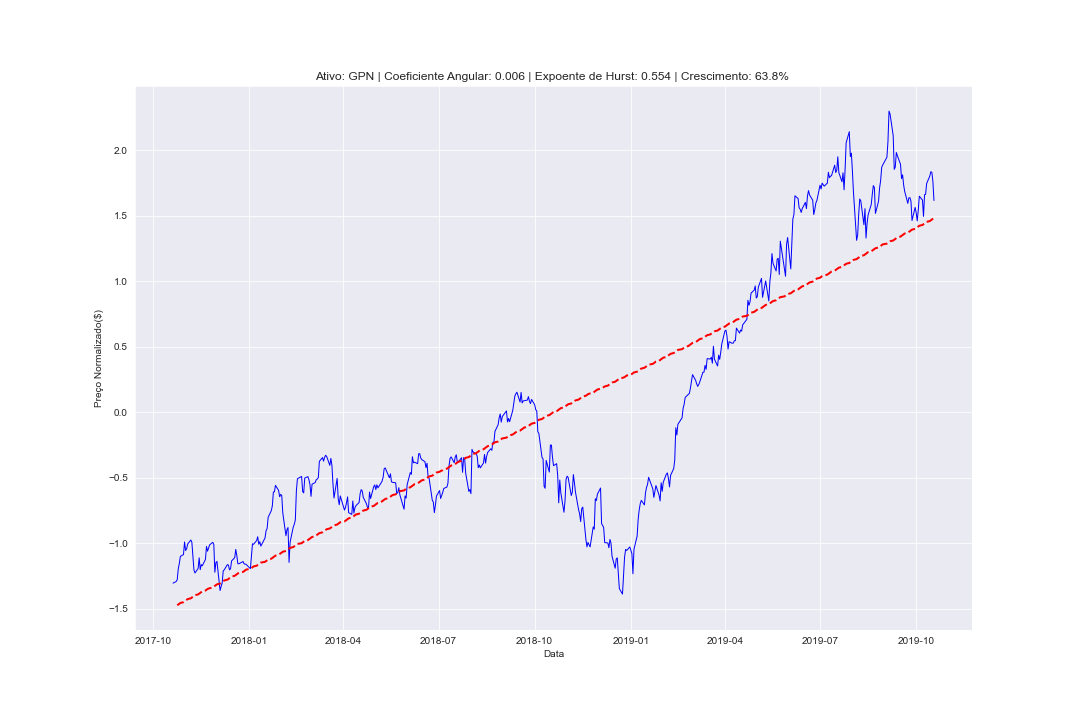 Ativo: GPN | Coeficiente Angular: 0.006 | Expoente de Hurst: 0.554 | Crescimento: 63.8%
2.0
1.5
1.0
0.5
0.0
−0.5
−1.0
−1.5
Preço Normalizado($)
2017-10 2018-01 2018-04 2018-07 2018-10 2019-01 2019-04 2019-07 2019-10
Data